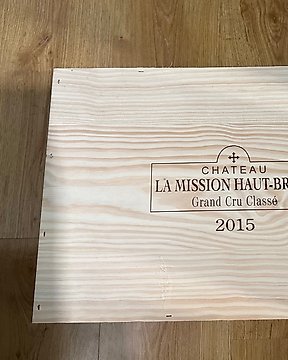 CHATEAU
LA MISSION HAUT-BR
Grand Cru Classé
2015